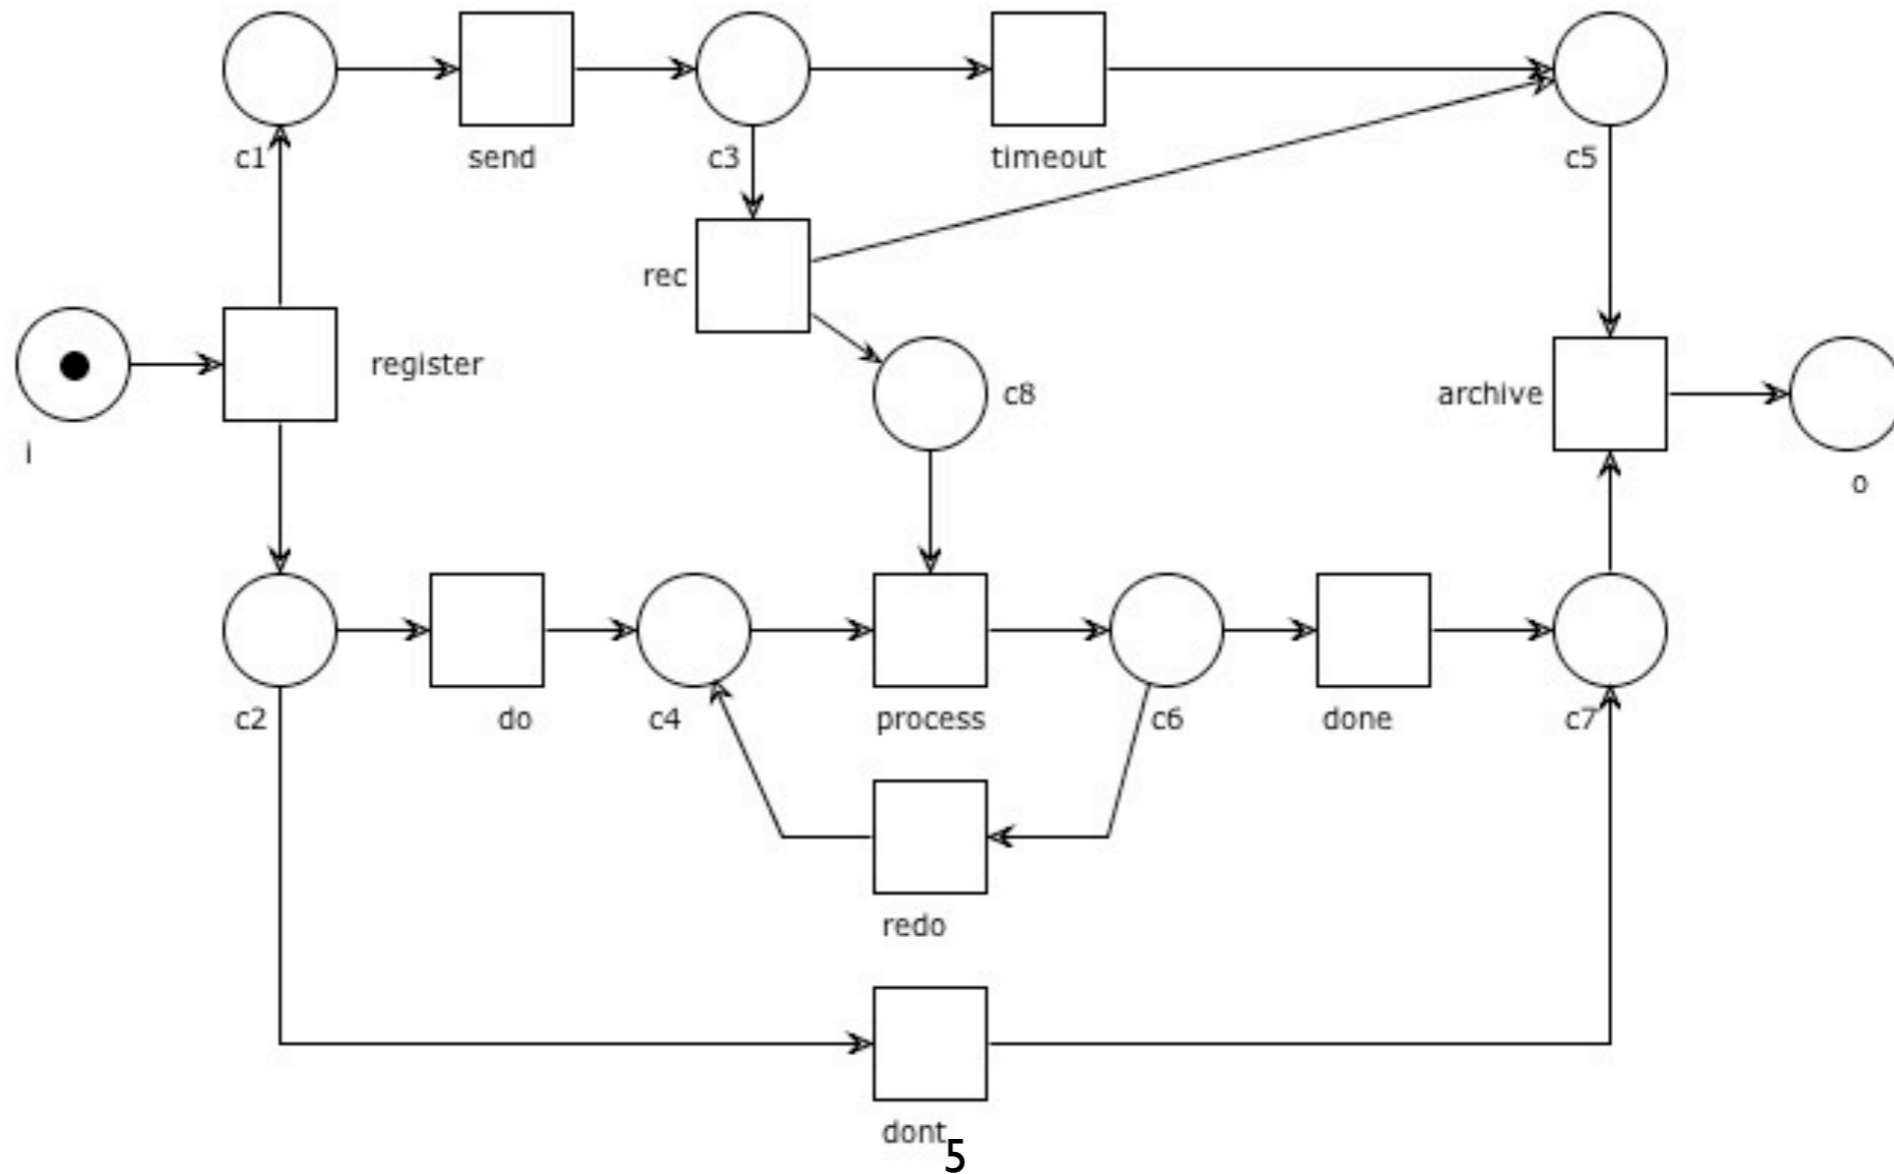 c1
send
c3
timeout
c5
rec
register
i
c8
archive
o
c2
do
c4
process
c6
done
c7
redo
dont
5